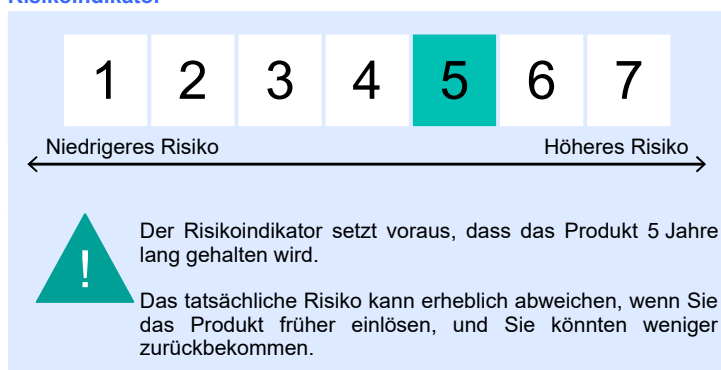 Risikoindikator
1 2 3 4 5 6 7
Niedrigeres Risiko Höheres Risiko
!
Der Risikoindikator setzt voraus, dass das Produkt 5 Jahre
lang gehalten wird.
Das tatsächliche Risiko kann erheblich abweichen, wenn Sie
das Produkt früher einlösen, und Sie könnten weniger
zurückbekommen.